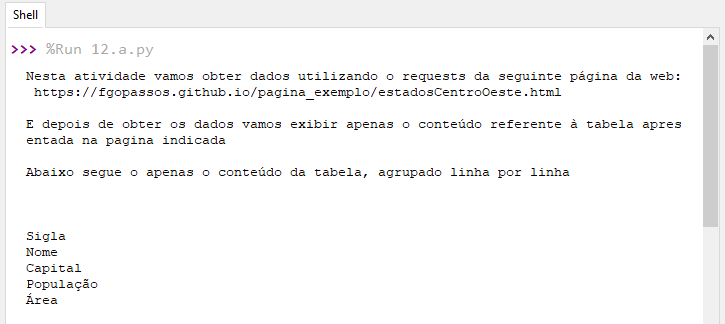 Shell
>>> %Run 12.a.py
Nesta atividade vamos obter dados utilizando o requests da seguinte página da web:
https://fgopassos.github.io/pagina_exemplo/estadosCentroOeste.html
E depois de obter os dados vamos exibir apenas o conteúdo referente à tabela apres
entada na pagina indicada
Abaixo segue o apenas o conteúdo da tabela, agrupado linha por linha
Sigla
Nome
Capital
População
Área